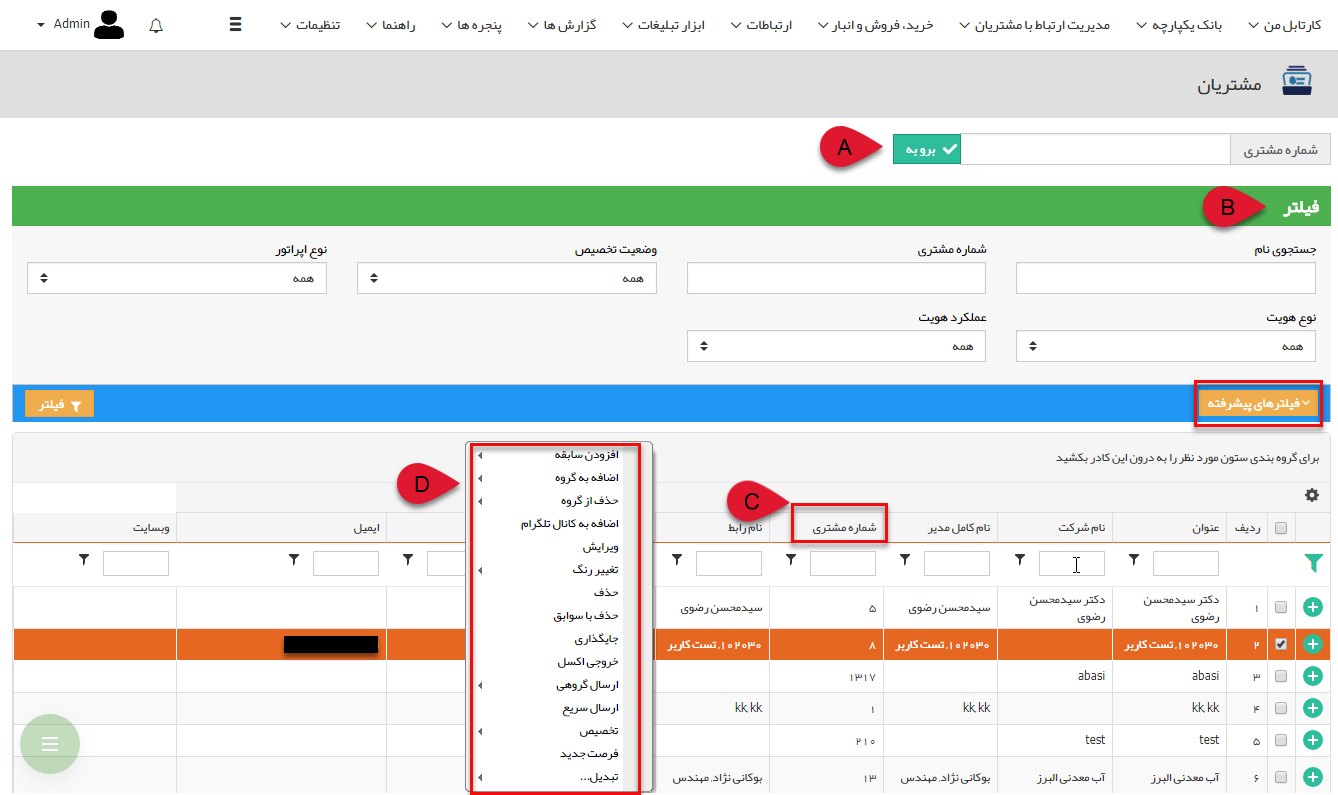 کارتابل من
بانک یکپارچه
مدیریت ارتباط با مشتریان
خرید، فروش و انبار
ارتباطات
ابزار تبلیغات
گزارش ها
پنجره ها
راهنما
تنظیمات
Admin
مشتریان
شماره مشتری
برو به
A
فیلتر
B
جستجوی نام
شماره مشتری
وضعیت تخصیص
نوع اپراتور
همه
همه
نوع هویت
عملکرد هویت
همه
همه
فیلترهای پیشرفته
فیلتر
برای گروه بندی ستون مورد نظر را به درون این کادر بکشید
C
D
ردیف عنوان نام شرکت نام کامل مدیر شماره مشتری نام رابط ایمیل وبسایت
۱ دکتر سیدمحسن رضوی دکتر سیدمحسن رضوی سیدمحسن رضوی ۵ سیدمحسن رضوی
۲ ۱۰۲۰۳۰, تست کاربر ۱۰۲۰۳۰, تست کاربر ۸ ۱۰۲۰۳۰, تست کاربر
۳ abasi abasi ۱۳۱۷
۴ kk, kk kk, kk ۱ kk, kk
۵ test test ۲۱۰
۶ آب معدنی البرز آب معدنی البرز بوکانی نژاد, مهندس ۱۳ بوکانی نژاد, مهندس
افزودن سابقه
اضافه به گروه
حذف از گروه
اضافه به کانال تلگرام
ویرایش
تغییر رنگ
حذف
حذف با سوابق
جایگذاری
خروجی اکسل
ارسال گروهی
ارسال سریع
تخصیص
فرصت جدید
تبدیل...